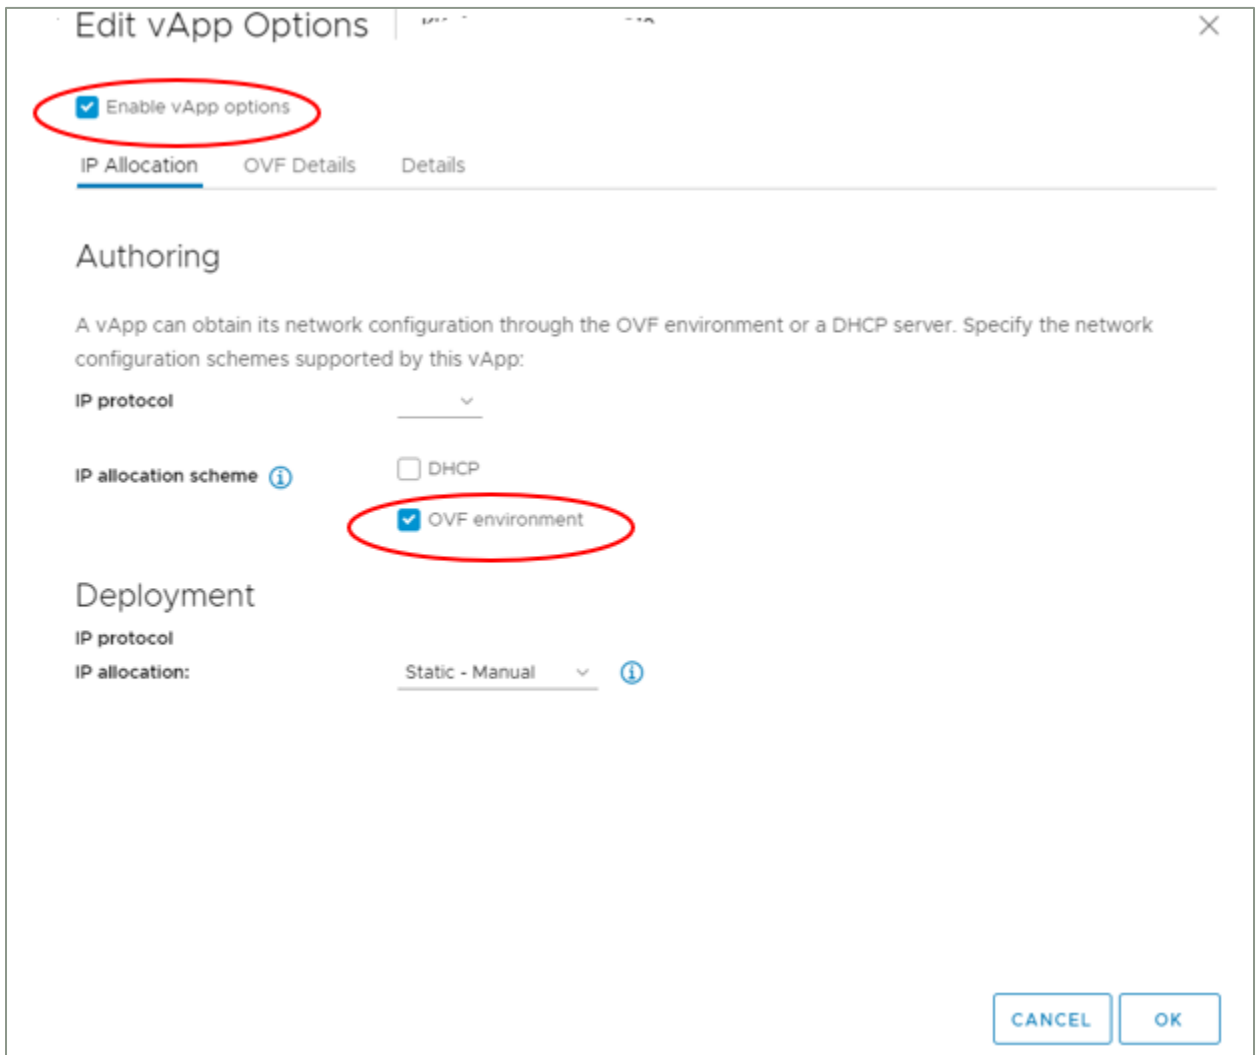 Edit vApp Options
Enable vApp options
IP Allocation OVF Details Details
Authoring
A vApp can obtain its network configuration through the OVF environment or a DHCP server. Specify the network
configuration schemes supported by this vApp:
IP protocol
IP allocation scheme DHCP
OVF environment
Deployment
IP protocol
IP allocation: Static - Manual
CANCEL OK